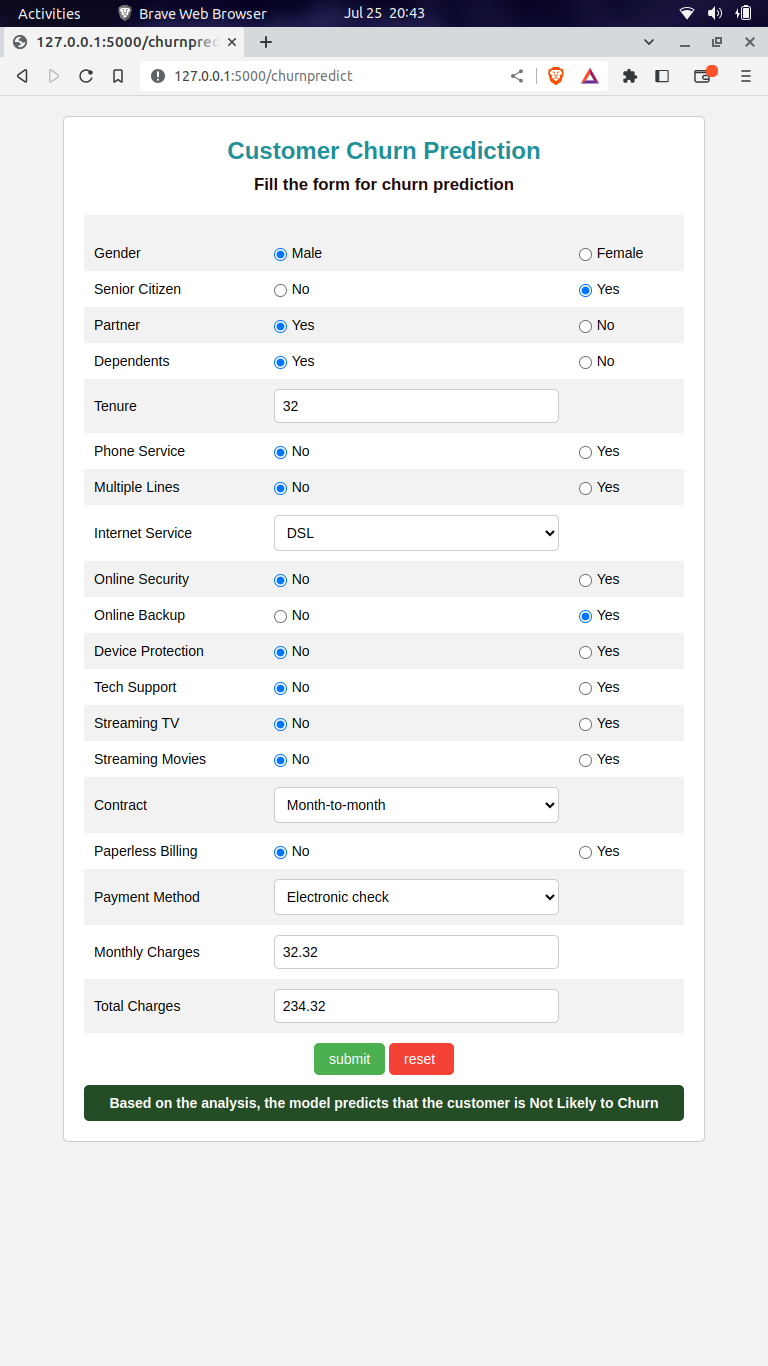 Activities Brave Web Browser Jul 25 20:43
127.0.0.1:5000/churnpred
127.0.0.1:5000/churnpredict
Customer Churn Prediction
Fill the form for churn prediction
Gender Male Female
Senior Citizen No Yes
Partner Yes No
Dependents Yes No
Tenure 32
Phone Service No Yes
Multiple Lines No Yes
Internet Service DSL
Online Security No Yes
Online Backup No Yes
Device Protection No Yes
Tech Support No Yes
Streaming TV No Yes
Streaming Movies No Yes
Contract Month-to-month
Paperless Billing No Yes
Payment Method Electronic check
Monthly Charges 32.32
Total Charges 234.32
submit reset
Based on the analysis, the model predicts that the customer is Not Likely to Churn